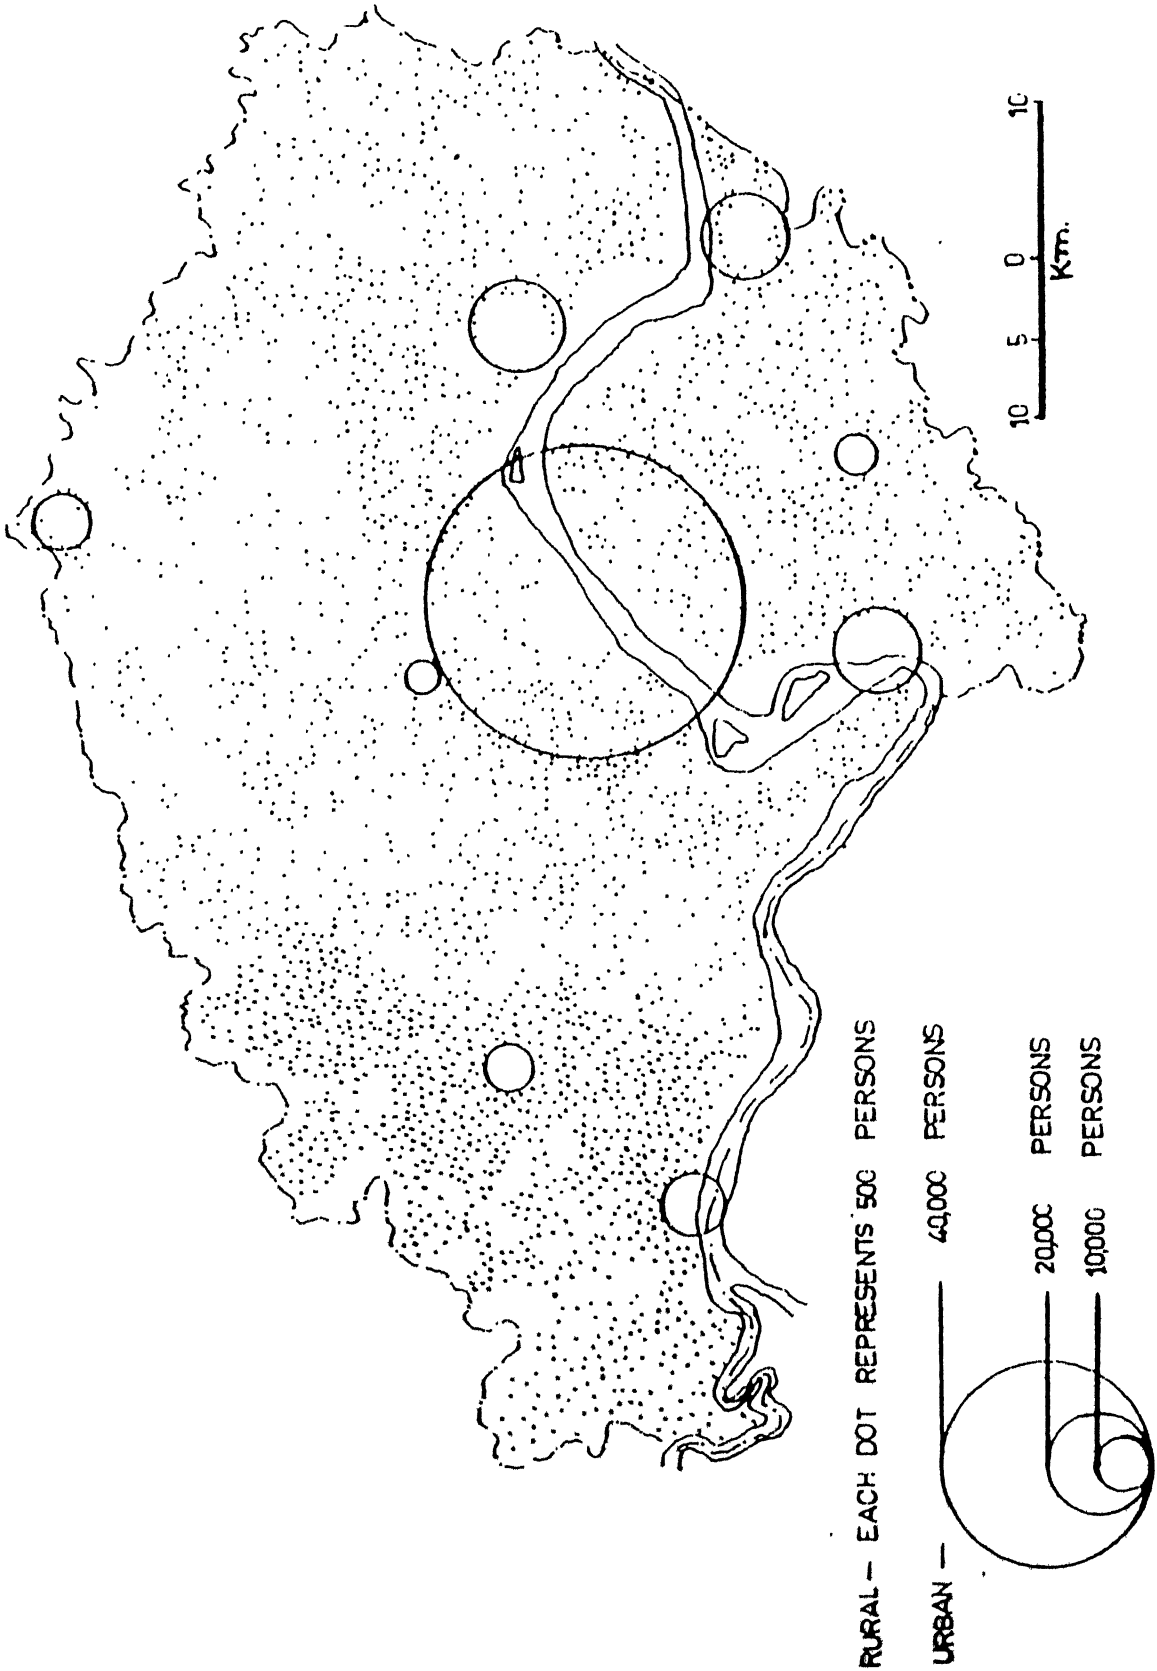 RURAL — EACH DOT REPRESENTS 500 PERSONS
URBAN — 40,000 PERSONS
20,000 PERSONS
10,000 PERSONS
10 5 0 10
Km.